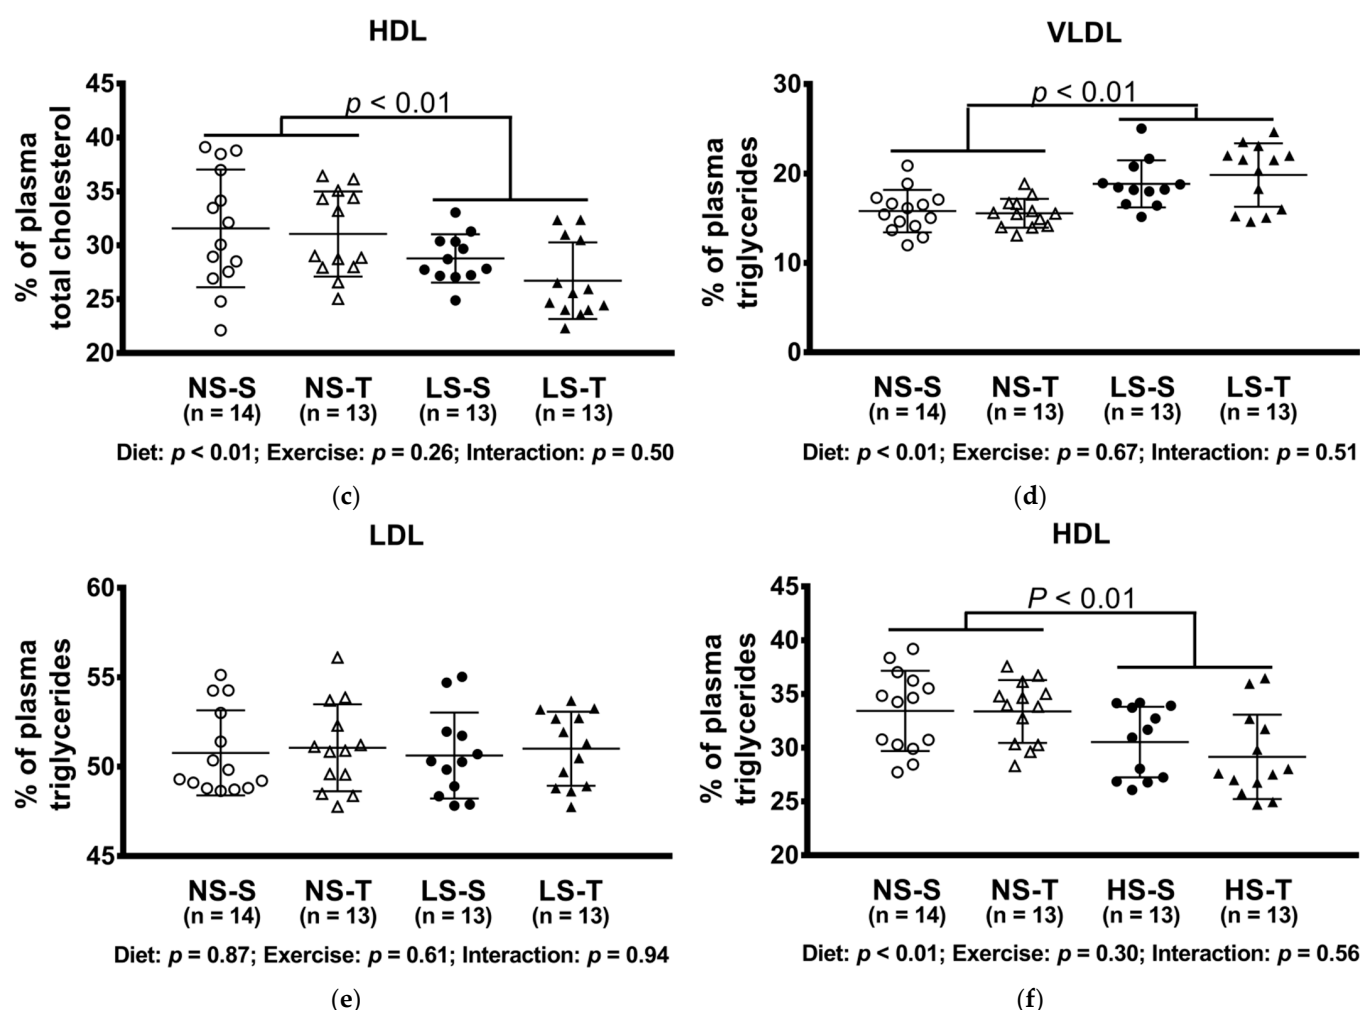 HDL
% of plasma
total cholesterol
45
40
35
30
25
20
p < 0.01
NS-S
(n = 14)
NS-T
(n = 13)
LS-S
(n = 13)
LS-T
(n = 13)
Diet: p < 0.01; Exercise: p = 0.26; Interaction: p = 0.50
(c)
VLDL
% of plasma
triglycerides
30
20
10
0
p < 0.01
NS-S
(n = 14)
NS-T
(n = 13)
LS-S
(n = 13)
LS-T
(n = 13)
Diet: p < 0.01; Exercise: p = 0.67; Interaction: p = 0.51
(d)
LDL
% of plasma
triglycerides
60
55
50
45
NS-S
(n = 14)
NS-T
(n = 13)
LS-S
(n = 13)
LS-T
(n = 13)
Diet: p = 0.87; Exercise: p = 0.61; Interaction: p = 0.94
(e)
HDL
% of plasma
triglycerides
45
40
35
30
25
20
P < 0.01
NS-S
(n = 14)
NS-T
(n = 13)
HS-S
(n = 13)
HS-T
(n = 13)
Diet: p < 0.01; Exercise: p = 0.30; Interaction: p = 0.56
(f)